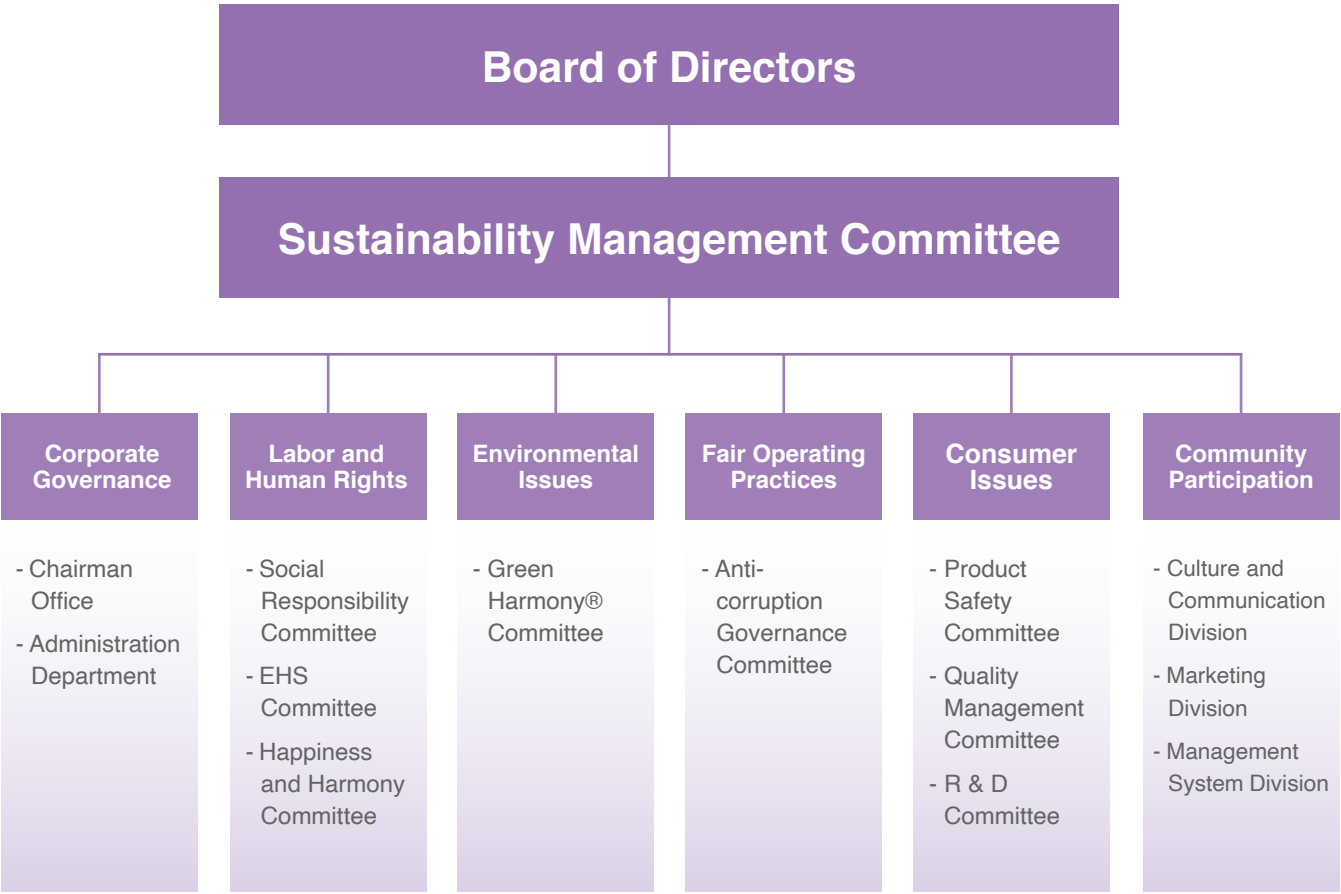 Board of Directors
Sustainability Management Committee
Corporate
Governance
- Chairman
Office
- Administration
Department
Labor and
Human Rights
- Social
Responsibility
Committee
- EHS
Committee
- Happiness
and Harmony
Committee
Environmental
Issues
- Green
Harmony®
Committee
Fair Operating
Practices
- Anti-
corruption
Governance
Committee
Consumer
Issues
- Product
Safety
Committee
- Quality
Management
Committee
- R & D
Committee
Community
Participation
- Culture and
Communication
Division
- Marketing
Division
- Management
System Division